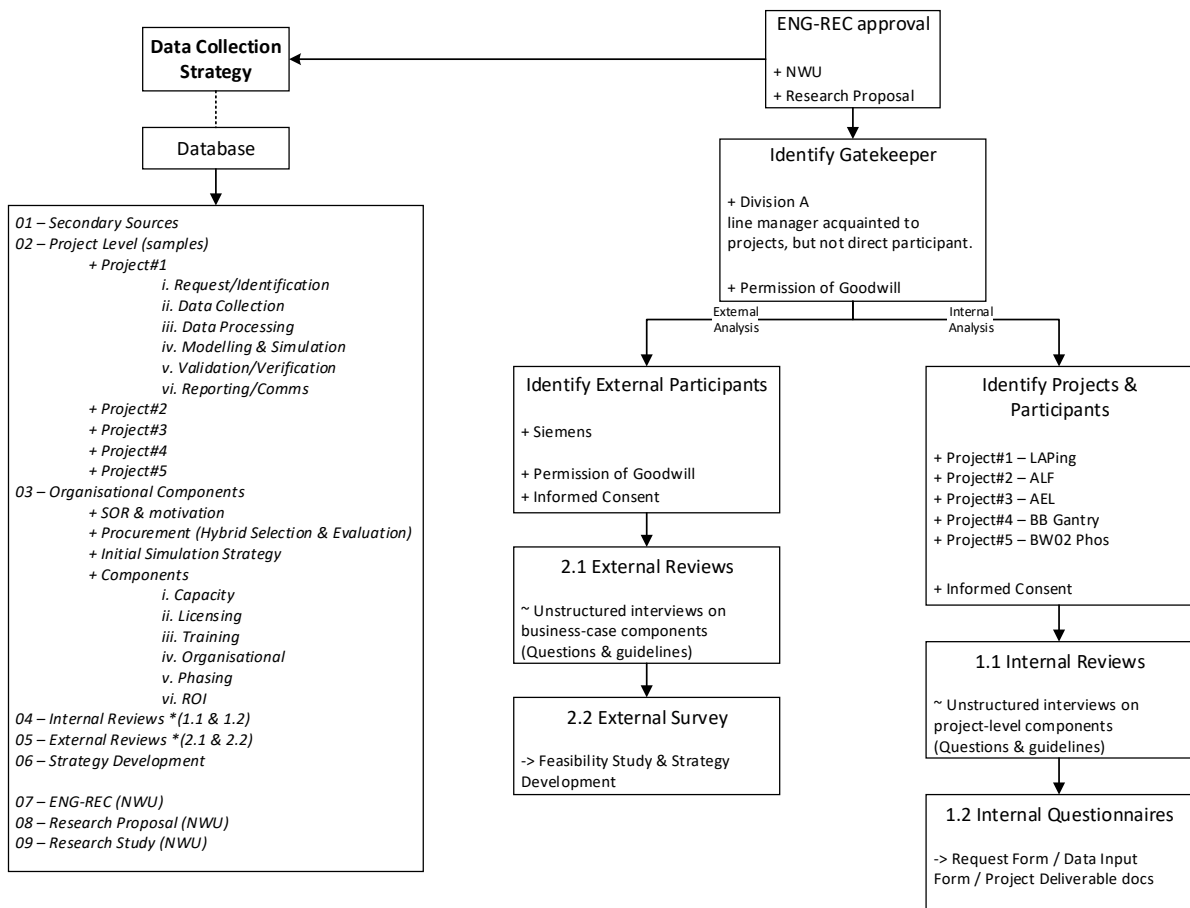 Data Collection
Strategy
Database
01 – Secondary Sources
02 – Project Level (samples)
+ Project#1
i. Request/Identification
ii. Data Collection
iii. Data Processing
iv. Modelling & Simulation
v. Validation/Verification
vi. Reporting/Comms
+ Project#2
+ Project#3
+ Project#4
+ Project#5
03 – Organisational Components
+ SOR & motivation
+ Procurement (Hybrid Selection & Evaluation)
+ Initial Simulation Strategy
+ Components
i. Capacity
ii. Licensing
iii. Training
iv. Organisational
v. Phasing
vi. ROI
04 – Internal Reviews *(1.1 & 1.2)
05 – External Reviews *(2.1 & 2.2)
06 – Strategy Development
07 – ENG-REC (NWU)
08 – Research Proposal (NWU)
09 – Research Study (NWU)
ENG-REC approval
+ NWU
+ Research Proposal
Identify Gatekeeper
+ Division A
line manager acquainted to
projects, but not direct participant.
+ Permission of Goodwill
External
Analysis
Internal
Analysis
Identify External Participants
+ Siemens
+ Permission of Goodwill
+ Informed Consent
2.1 External Reviews
~ Unstructured interviews on
business-case components
(Questions & guidelines)
2.2 External Survey
-> Feasibility Study & Strategy
Development
Identify Projects &
Participants
+ Project#1 – LAPing
+ Project#2 – ALF
+ Project#3 – AEL
+ Project#4 – BB Gantry
+ Project#5 – BW02 Phos
+ Informed Consent
1.1 Internal Reviews
~ Unstructured interviews on
project-level components
(Questions & guidelines)
1.2 Internal Questionnaires
-> Request Form / Data Input
Form / Project Deliverable docs